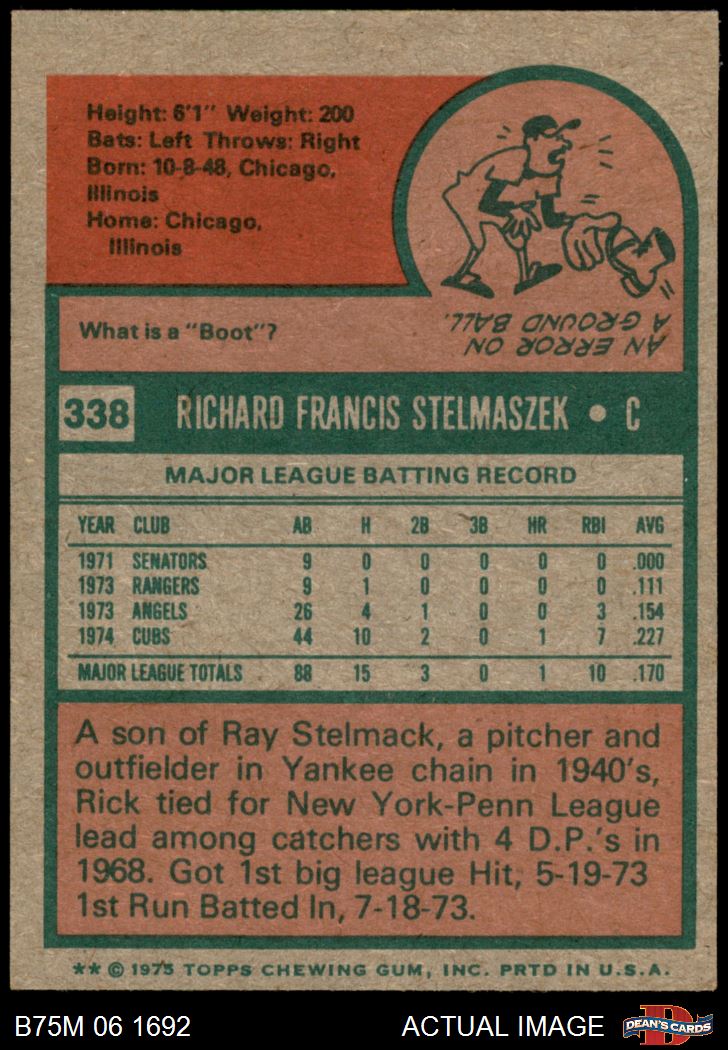 Height: 6'1" Weight: 200
Bats: Left Throws: Right
Born: 10-8-48, Chicago,
Illinois
Home: Chicago,
Illinois
What is a "Boot"?
AN ERROR ON
A GROUND BALL.
338 RICHARD FRANCIS STELMASZEK • C
MAJOR LEAGUE BATTING RECORD
YEAR CLUB AB H 2B 3B HR RBI AVG
1971 SENATORS 9 0 0 0 0 0 .000
1973 RANGERS 9 1 0 0 0 0 .111
1973 ANGELS 26 4 1 0 0 3 .154
1974 CUBS 44 10 2 0 1 7 .227
MAJOR LEAGUE TOTALS 88 15 3 0 1 10 .170
A son of Ray Stelmack, a pitcher and
outfielder in Yankee chain in 1940's,
Rick tied for New York-Penn League
lead among catchers with 4 D.P.'s in
1968. Got 1st big league Hit, 5-19-73
1st Run Batted In, 7-18-73.
** © 1975 TOPPS CHEWING GUM, INC. PRTD IN U.S.A.
B75M 06 1692 ACTUAL IMAGE D DEAN'S CARDS